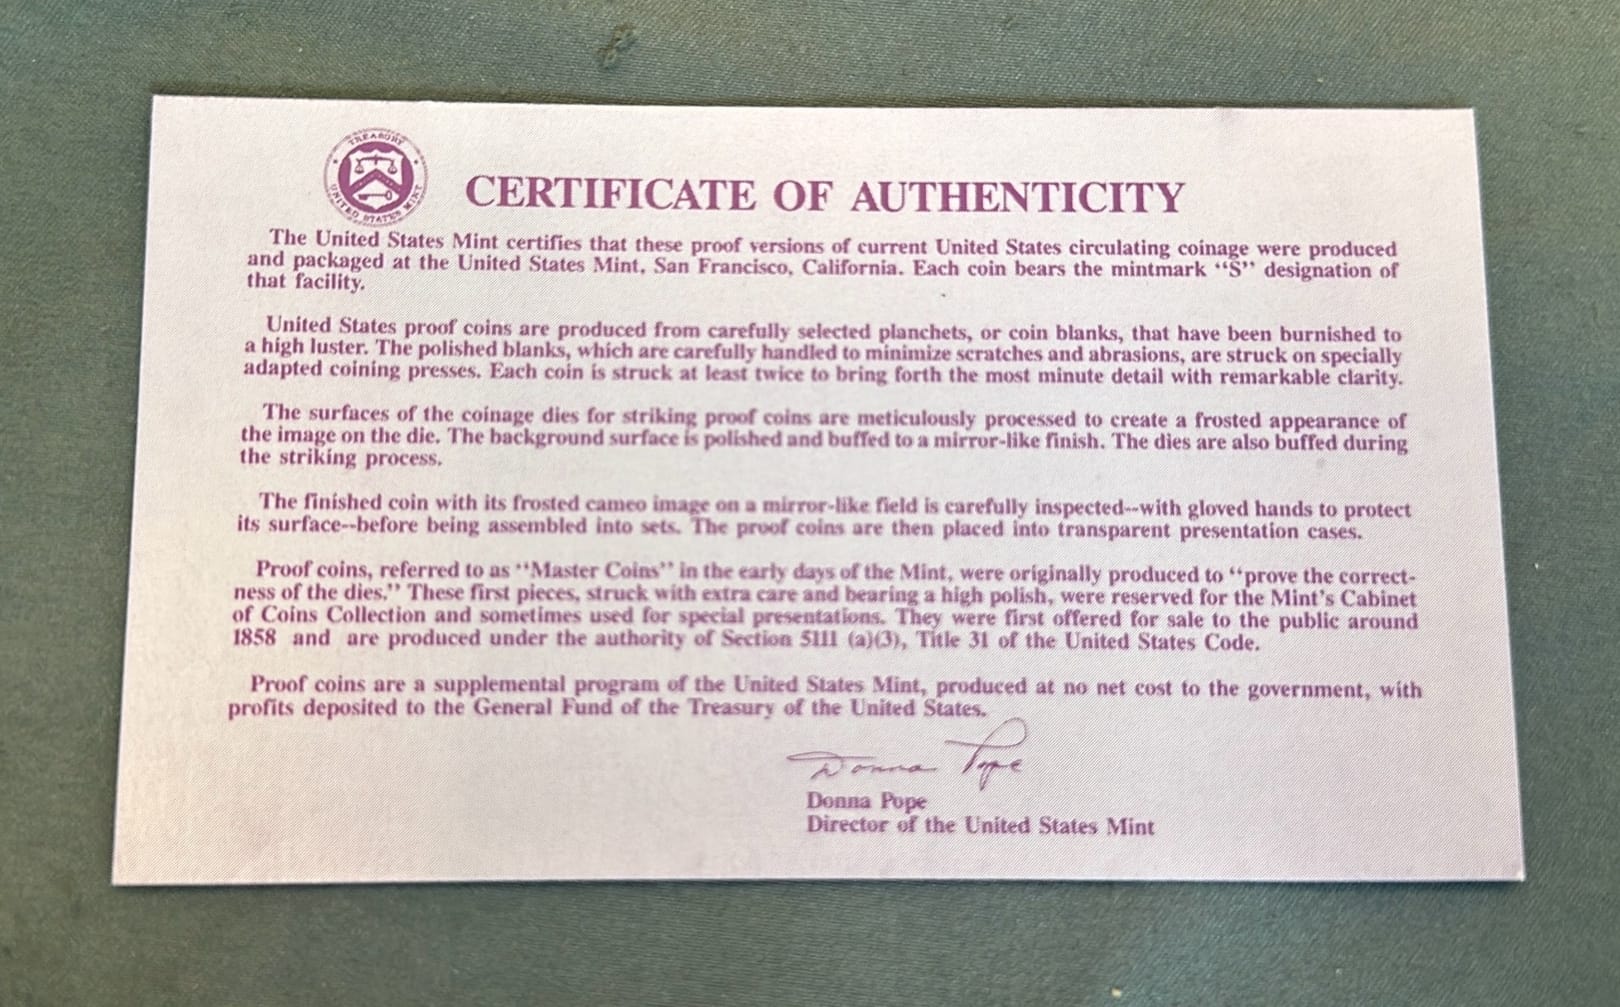 TREASURY
UNITED STATES MINT
CERTIFICATE OF AUTHENTICITY
The United States Mint certifies that these proof versions of current United States circulating coinage were produced
and packaged at the United States Mint, San Francisco, California. Each coin bears the mintmark “S” designation of
that facility.
United States proof coins are produced from carefully selected planchets, or coin blanks, that have been burnished to
a high luster. The polished blanks, which are carefully handled to minimize scratches and abrasions, are struck on specially
adapted coining presses. Each coin is struck at least twice to bring forth the most minute detail with remarkable clarity.
The surfaces of the coinage dies for striking proof coins are meticulously processed to create a frosted appearance of
the image on the die. The background surface is polished and buffed to a mirror-like finish. The dies are also buffed during
the striking process.
The finished coin with its frosted cameo image on a mirror-like field is carefully inspected--with gloved hands to protect
its surface--before being assembled into sets. The proof coins are then placed into transparent presentation cases.
Proof coins, referred to as “Master Coins” in the early days of the Mint, were originally produced to “prove the correct-
ness of the dies.” These first pieces, struck with extra care and bearing a high polish, were reserved for the Mint’s Cabinet
of Coins Collection and sometimes used for special presentations. They were first offered for sale to the public around
1858 and are produced under the authority of Section 5111 (a)(3), Title 31 of the United States Code.
Proof coins are a supplemental program of the United States Mint, produced at no net cost to the government, with
profits deposited to the General Fund of the Treasury of the United States.
Donna Pope
Donna Pope
Director of the United States Mint